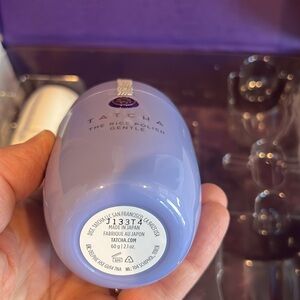 TATCHA
THE RICE POLISH
GENTLE
J133T4
MADE IN JAPAN
FABRIQUÉ AU JAPON
TATCHA.COM
60 g | 2.1 oz.